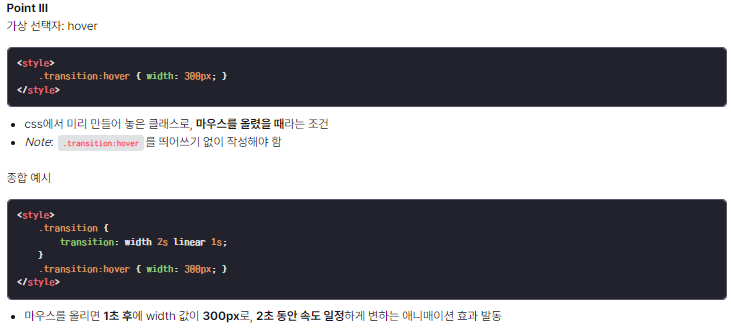 Point III
가상 선택자: hover
<style>
    .transition:hover { width: 300px; }
</style>
• css에서 미리 만들어 놓은 클래스로, 마우스를 올렸을 때라는 조건
• Note: .transition:hover 를 띄어쓰기 없이 작성해야 함
종합 예시
<style>
    .transition {
        transition: width 2s linear 1s;
    }
    .transition:hover { width: 300px; }
</style>
• 마우스를 올리면 1초 후에 width 값이 300px로, 2초 동안 속도 일정하게 변하는 애니매이션 효과 발동